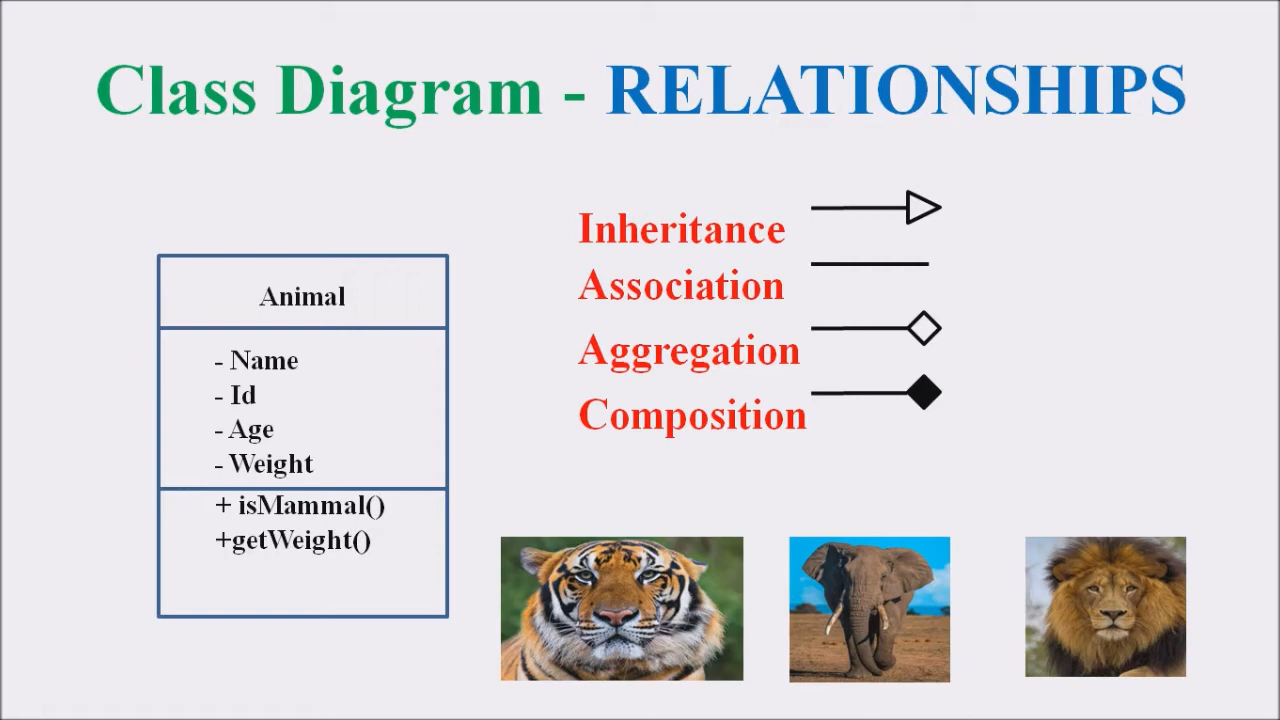 Class Diagram - RELATIONSHIPS
Animal
- Name
- Id
- Age
- Weight
+ isMammal()
+getWeight()
Inheritance
Association
Aggregation
Composition